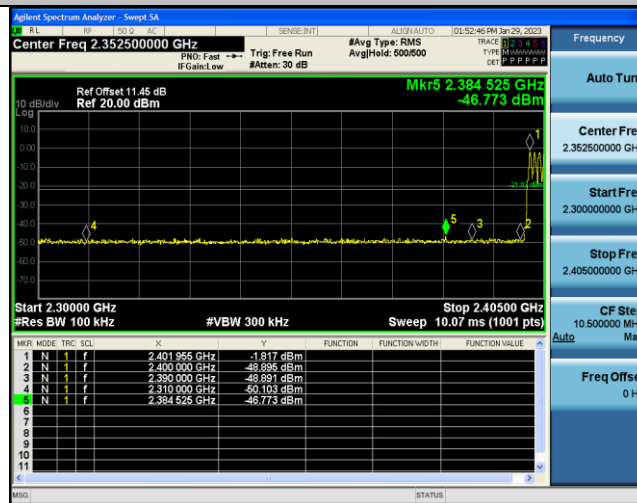 Agilent Spectrum Analyzer - Swept SA
RL RF 50 Ω AC SENSE:INT ALIGN AUTO 01:52:46 PM Jan 29, 2023
Center Freq 2.352500000 GHz
PNO: Fast
IFGain:Low
Trig: Free Run
#Atten: 30 dB
#Avg Type: RMS
Avg|Hold: 500/500
TRACE 1 2 3 4 5 6
TYPE M
DET P P P P P P
Ref Offset 11.45 dB
Ref 20.00 dBm
10 dB/div
Log
Mkr5 2.384 525 GHz
-46.773 dBm
10.0
0.00
-10.0
-20.0
-30.0
-40.0
-50.0
-60.0
-70.0
1
4
5
3
2
Start 2.30000 GHz
Stop 2.40500 GHz
#Res BW 100 kHz
#VBW 300 kHz
Sweep 10.07 ms (1001 pts)
MKR MODE TRC SCL X Y FUNCTION FUNCTION WIDTH FUNCTION VALUE
1 N 1 f 2.401 955 GHz -1.817 dBm
2 N 1 f 2.400 000 GHz -48.895 dBm
3 N 1 f 2.390 000 GHz -48.891 dBm
4 N 1 f 2.310 000 GHz -50.103 dBm
5 N 1 f 2.384 525 GHz -46.773 dBm
6
7
8
9
10
11
MSG
STATUS
Frequency
Auto Tun
Center Fre
2.352500000 GH
Start Fre
2.300000000 GH
Stop Fre
2.405000000 GH
CF Ste
10.500000 MH
Auto Ma
Freq Offse
0 H